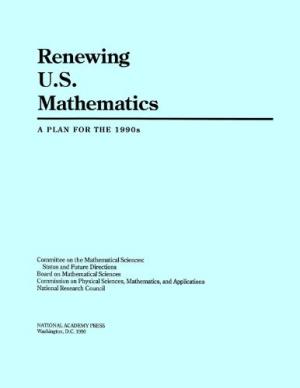 Renewing
U.S.
Mathematics
A PLAN FOR THE 1990s
Committee on the Mathematical Sciences:
Status and Future Directions
Board on Mathematical Sciences
Commission on Physical Sciences, Mathematics, and Applications
National Research Council
NATIONAL ACADEMY PRESS
Washington, D.C. 1990